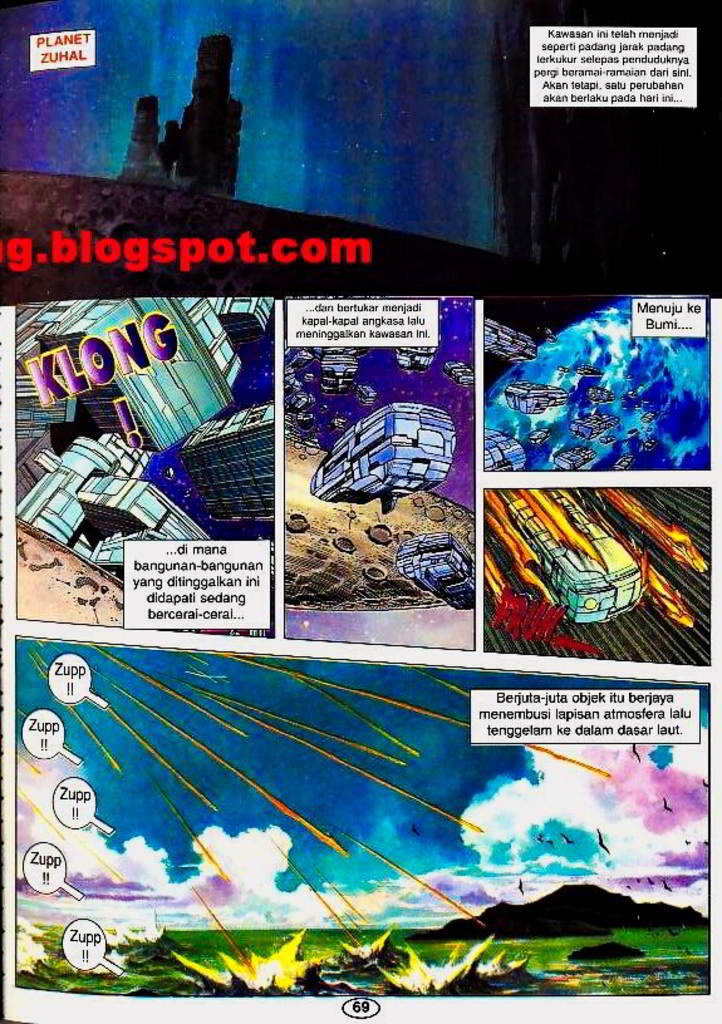 PLANET
ZUHAL
Kawasan ini telah menjadi
seperti padang jarak padang
terkukur selepas penduduknya
pergi beramai-ramaian dari sini.
Akan tetapi, satu perubahan
akan berlaku pada hari ini...
g.blogspot.com
KLONG
!
...di mana
bangunan-bangunan
yang ditinggalkan ini
didapati sedang
bercerai-cerai...
...dan bertukar menjadi
kapal-kapal angkasa lalu
meninggalkan kawasan ini.
Menuju ke
Bumi....
Berjuta-juta objek itu berjaya
menembusi lapisan atmosfera lalu
tenggelam ke dalam dasar laut.
Zupp
!!
Zupp
!!
Zupp
!!
Zupp
!!
Zupp
!!
69